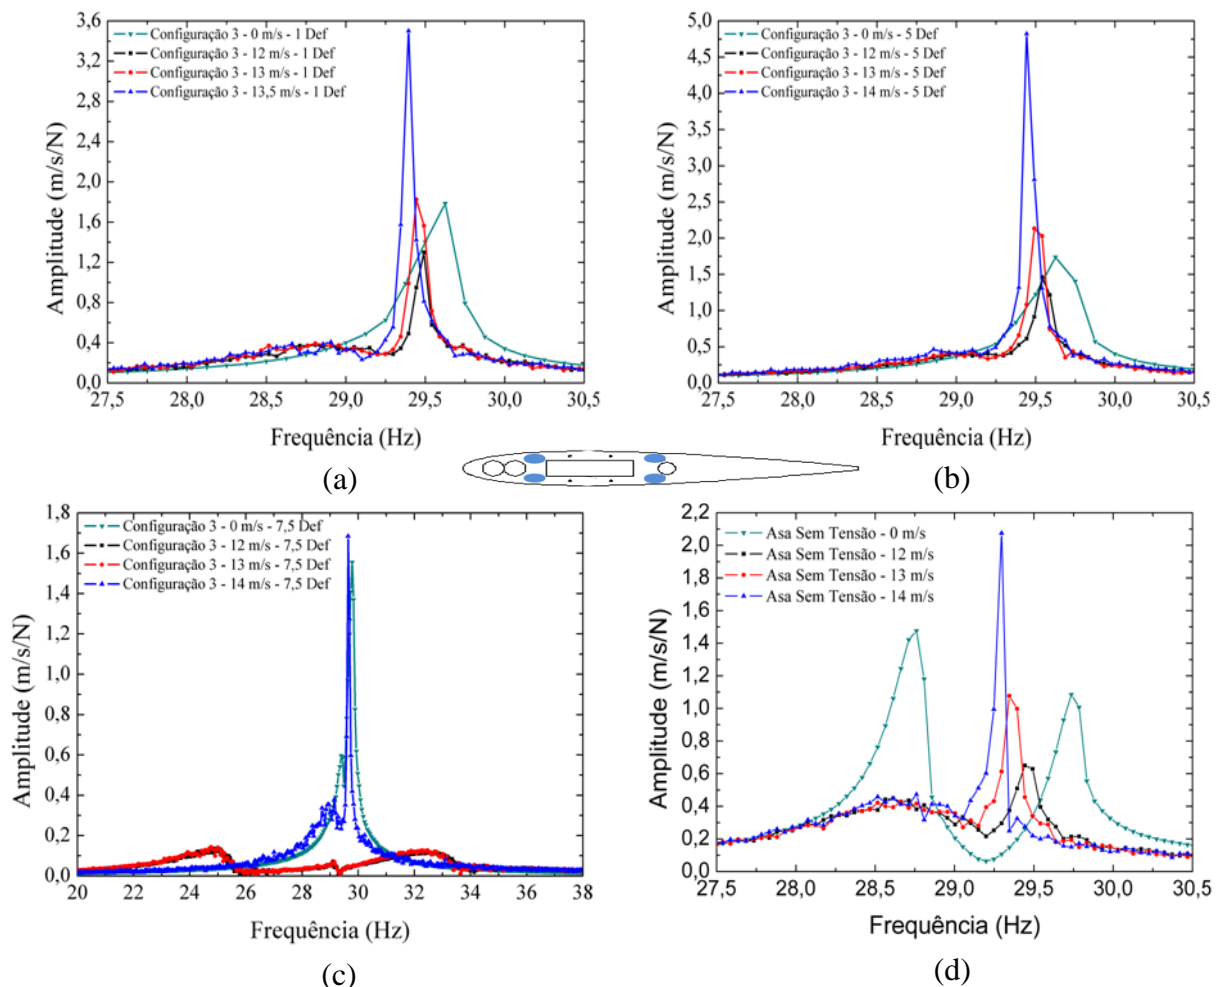 3,6
3,2
2,8
2,4
2,0
1,6
1,2
0,8
0,4
0,0
Amplitude (m/s/N)
Configuração 3 - 0 m/s - 1 Def
Configuração 3 - 12 m/s - 1 Def
Configuração 3 - 13 m/s - 1 Def
Configuração 3 - 13,5 m/s - 1 Def
27,5 28,0 28,5 29,0 29,5 30,0 30,5
Frequência (Hz)
(a)
5,0
4,5
4,0
3,5
3,0
2,5
2,0
1,5
1,0
0,5
0,0
Amplitude (m/s/N)
Configuração 3 - 0 m/s - 5 Def
Configuração 3 - 12 m/s - 5 Def
Configuração 3 - 13 m/s - 5 Def
Configuração 3 - 14 m/s - 5 Def
27,5 28,0 28,5 29,0 29,5 30,0 30,5
Frequência (Hz)
(b)
1,8
1,6
1,4
1,2
1,0
0,8
0,6
0,4
0,2
0,0
Amplitude (m/s/N)
Configuração 3 - 0 m/s - 7,5 Def
Configuração 3 - 12 m/s - 7,5 Def
Configuração 3 - 13 m/s - 7,5 Def
Configuração 3 - 14 m/s - 7,5 Def
20 22 24 26 28 30 32 34 36 38
Frequência (Hz)
(c)
2,2
2,0
1,8
1,6
1,4
1,2
1,0
0,8
0,6
0,4
0,2
0,0
Amplitude (m/s/N)
Asa Sem Tensão - 0 m/s
Asa Sem Tensão - 12 m/s
Asa Sem Tensão - 13 m/s
Asa Sem Tensão - 14 m/s
27,5 28,0 28,5 29,0 29,5 30,0 30,5
Frequência (Hz)
(d)